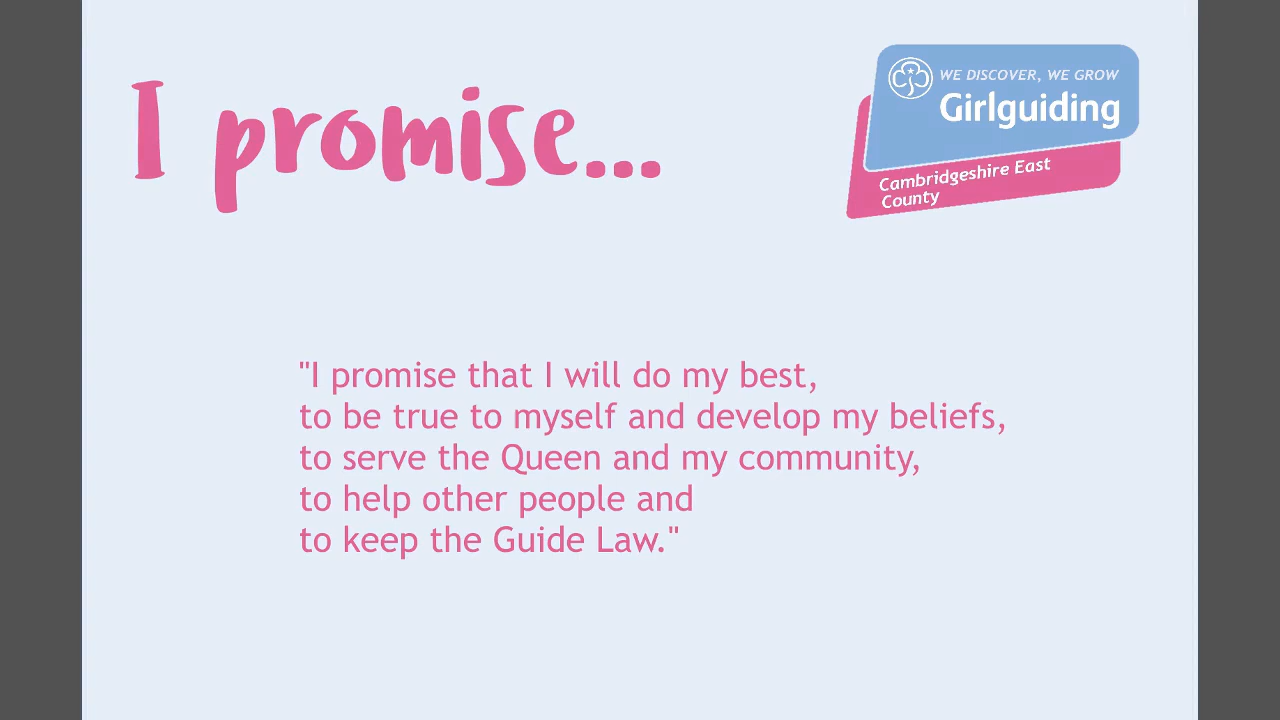 I promise...
WE DISCOVER, WE GROW
Girlguiding
Cambridgeshire East
County
"I promise that I will do my best,
to be true to myself and develop my beliefs,
to serve the Queen and my community,
to help other people and
to keep the Guide Law."